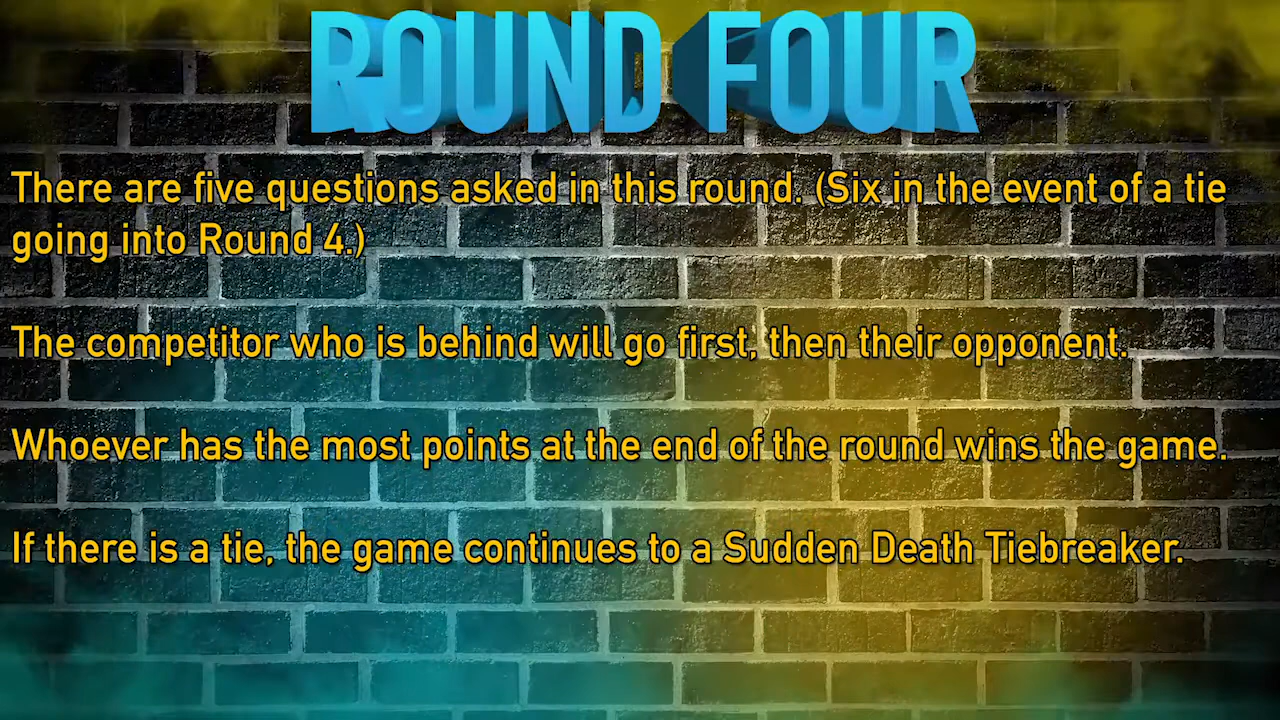 ROUND FOUR
There are five questions asked in this round. (Six in the event of a tie
going into Round 4.)
The competitor who is behind will go first, then their opponent.
Whoever has the most points at the end of the round wins the game.
If there is a tie, the game continues to a Sudden Death Tiebreaker.